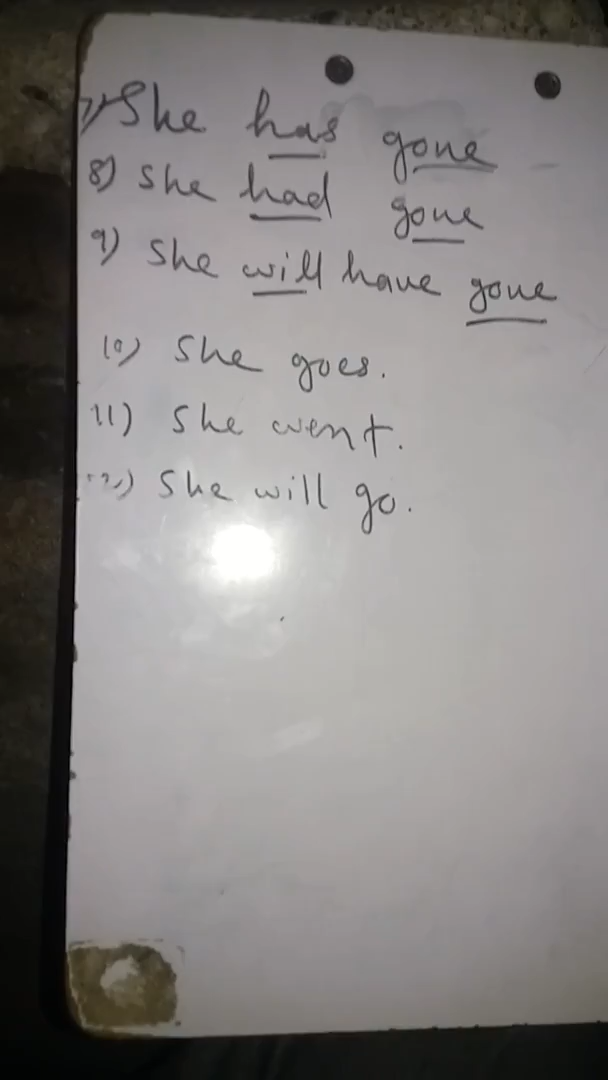 7) She has gone
8) She had gone
9) She will have gone
10) She goes.
11) She went.
12) She will go.